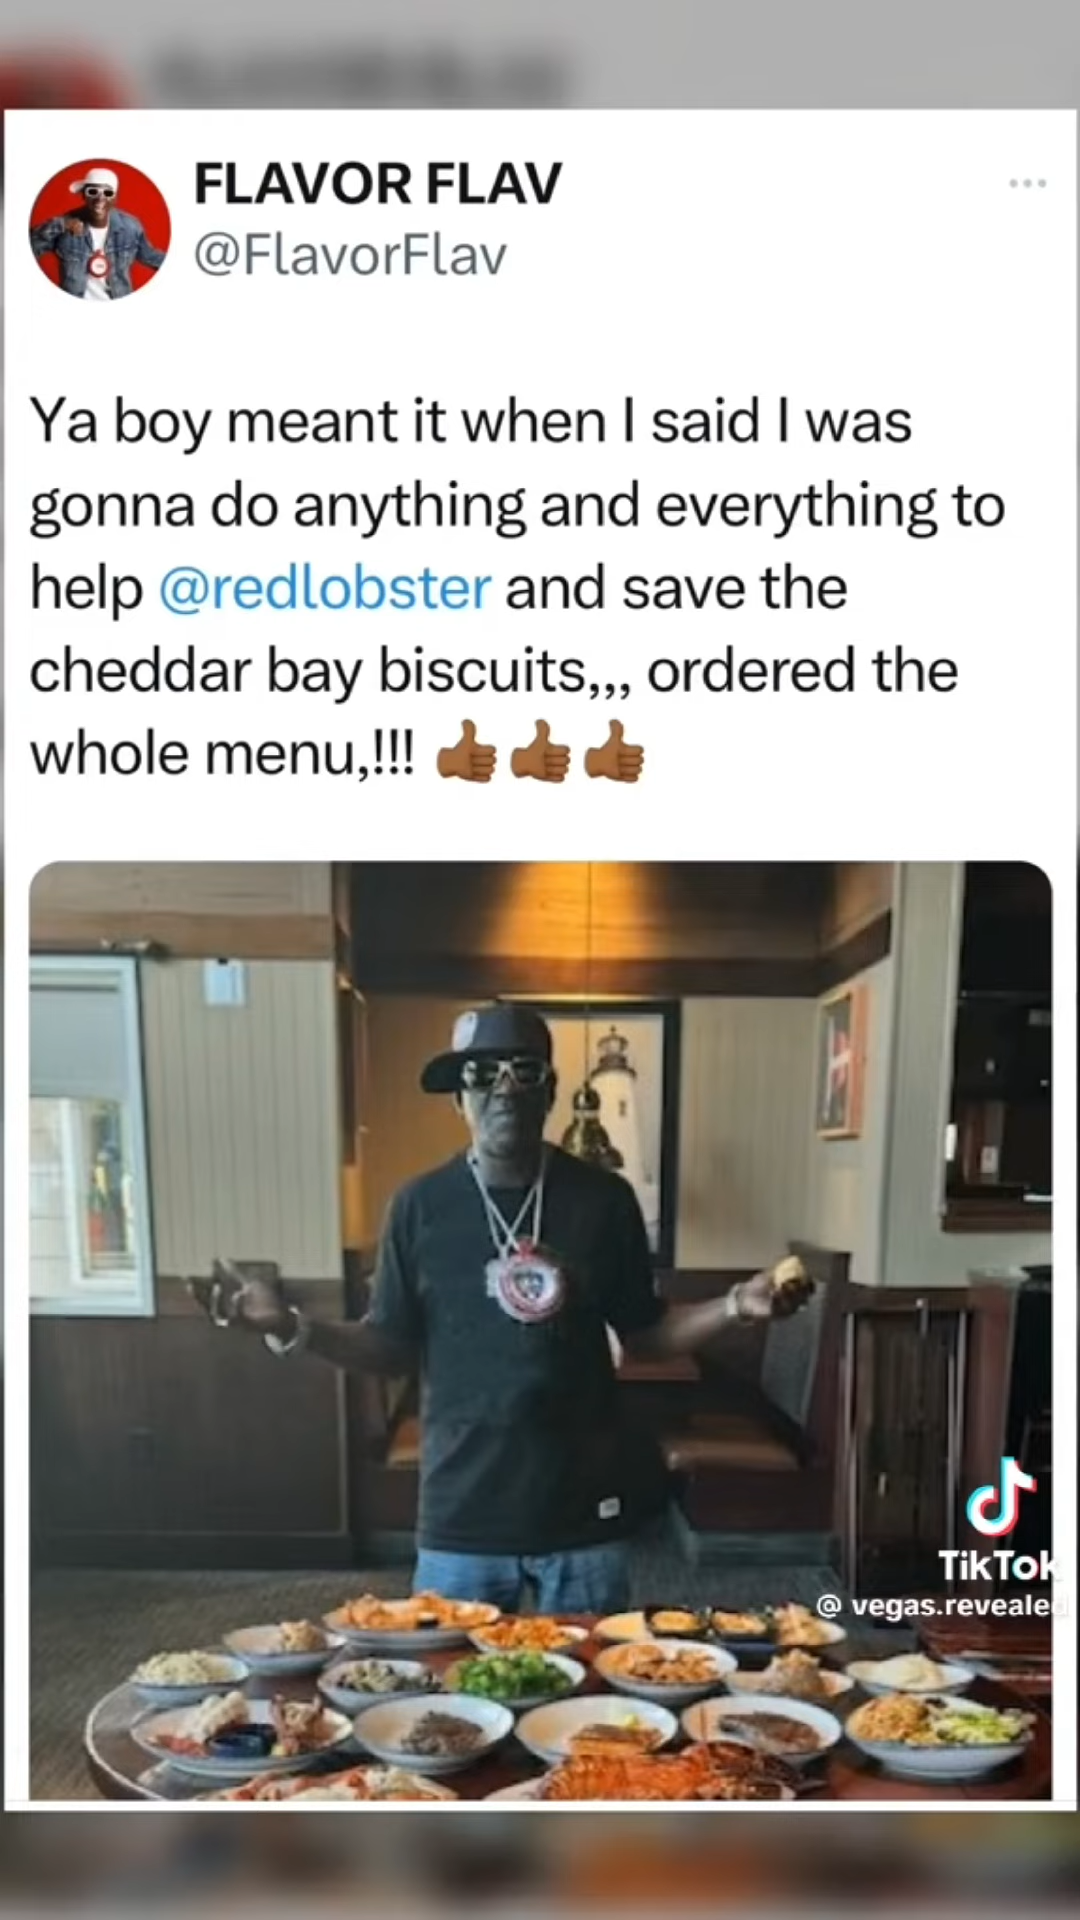 FLAVOR FLAV
@FlavorFlav
Ya boy meant it when I said I was
gonna do anything and everything to
help @redlobster and save the
cheddar bay biscuits,,, ordered the
whole menu,!!! 👍🏾👍🏾👍🏾
TikTok
@ vegas.revealed